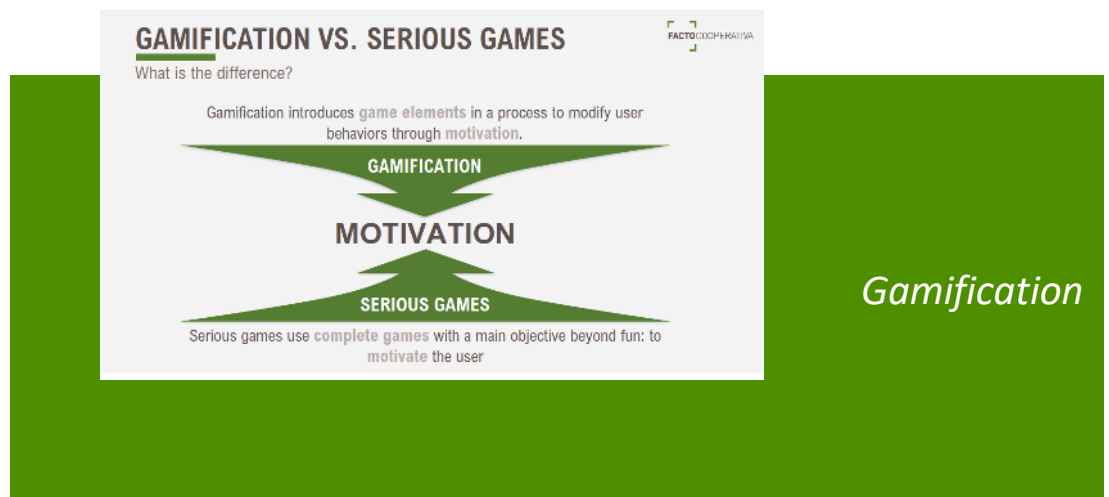 GAMIFICATION VS. SERIOUS GAMES
FACTOCOOPERATIVA
What is the difference?
Gamification introduces game elements in a process to modify user
behaviors through motivation.
GAMIFICATION
MOTIVATION
SERIOUS GAMES
Serious games use complete games with a main objective beyond fun: to
motivate the user
Gamification